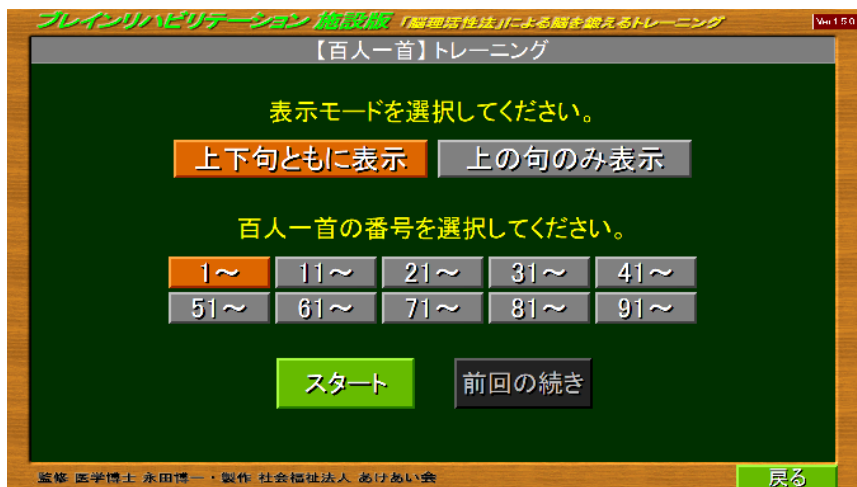 ブレインリハビリテーション 施設版 「脳理活性法」による脳を鍛えるトレーニング
Ver 1.5.0
【百人一首】トレーニング
表示モードを選択してください。
上下句ともに表示 上の句のみ表示
百人一首の番号を選択してください。
1～ 11～ 21～ 31～ 41～
51～ 61～ 71～ 81～ 91～
スタート 前回の続き
監修 医学博士 永田博一・製作 社会福祉法人 あけあい会
戻る